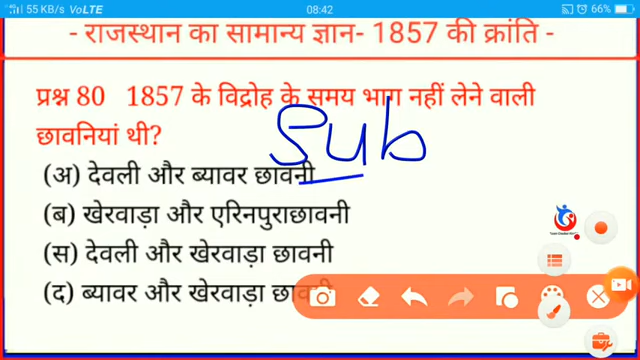 55 KB/s VoLTE 08:42 66%
- राजस्थान का सामान्य ज्ञान- 1857 की क्रांति -
प्रश्न 80 1857 के विद्रोह के समय भाग नहीं लेने वाली
छावनियां थी?
Sub
(अ) देवली और ब्यावर छावनी
(ब) खेरवाड़ा और एरिनपुराछावनी
(स) देवली और खेरवाड़ा छावनी
(द) ब्यावर और खेरवाड़ा छावनी